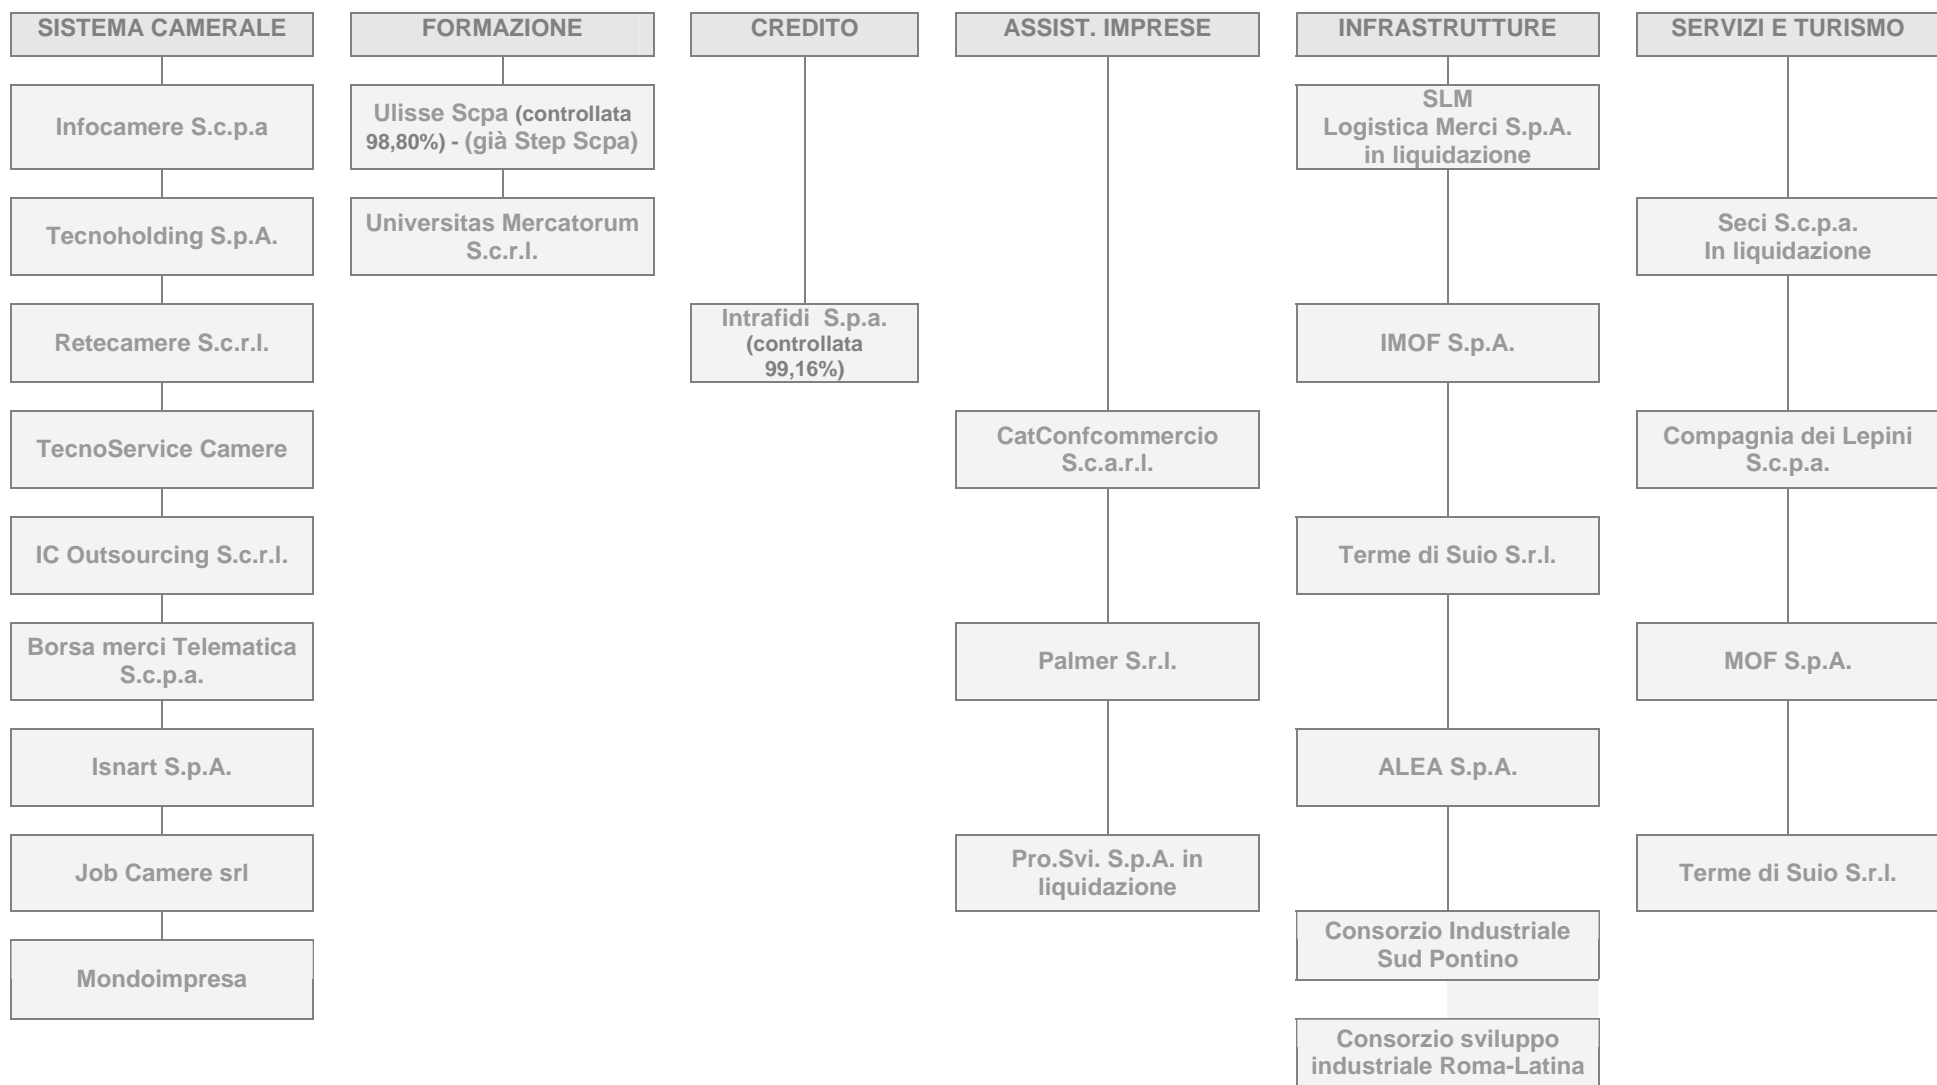 SISTEMA CAMERALE
Infocamere S.c.p.a
Tecnoholding S.p.A.
Retecamere S.c.r.l.
TecnoService Camere
IC Outsourcing S.c.r.l.
Borsa merci Telematica
S.c.p.a.
Isnart S.p.A.
Job Camere srl
Mondoimpresa
FORMAZIONE
Ulisse Scpa (controllata
98,80%) - (già Step Scpa)
Universitas Mercatorum
S.c.r.l.
CREDITO
Intrafidi S.p.a.
(controllata
99,16%)
ASSIST. IMPRESE
CatConfcommercio
S.c.a.r.l.
Palmer S.r.l.
Pro.Svi. S.p.A. in
liquidazione
INFRASTRUTTURE
SLM
Logistica Merci S.p.A.
in liquidazione
IMOF S.p.A.
Terme di Suio S.r.l.
ALEA S.p.A.
Consorzio Industriale
Sud Pontino
Consorzio sviluppo
industriale Roma-Latina
SERVIZI E TURISMO
Seci S.c.p.a.
In liquidazione
Compagnia dei Lepini
S.c.p.a.
MOF S.p.A.
Terme di Suio S.r.l.